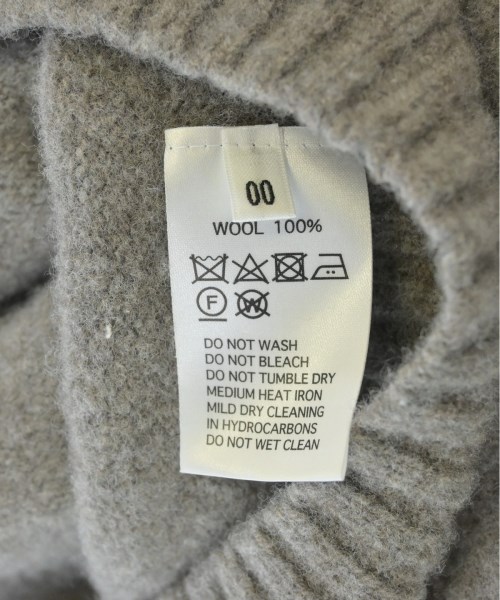 00
WOOL 100%
F W
DO NOT WASH
DO NOT BLEACH
DO NOT TUMBLE DRY
MEDIUM HEAT IRON
MILD DRY CLEANING
IN HYDROCARBONS
DO NOT WET CLEAN